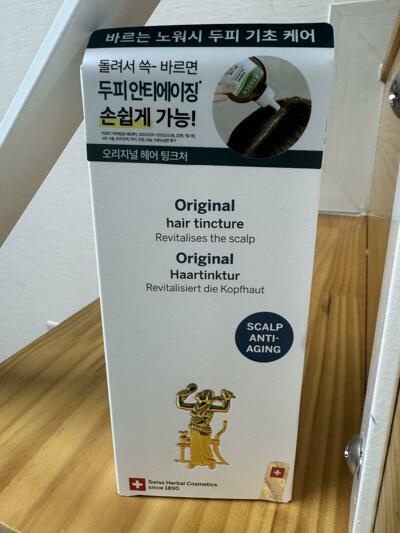 바르는 노워시 두피 기초 케어
돌려서 쓱- 바르면
두피 안티에이징*
손쉽게 가능!
오리지널 헤어 팅크처
Original
hair tincture
Revitalises the scalp
Original
Haartinktur
Revitalisiert die Kopfhaut
SCALP
ANTI-
AGING
Swiss Herbal Cosmetics
since 1890